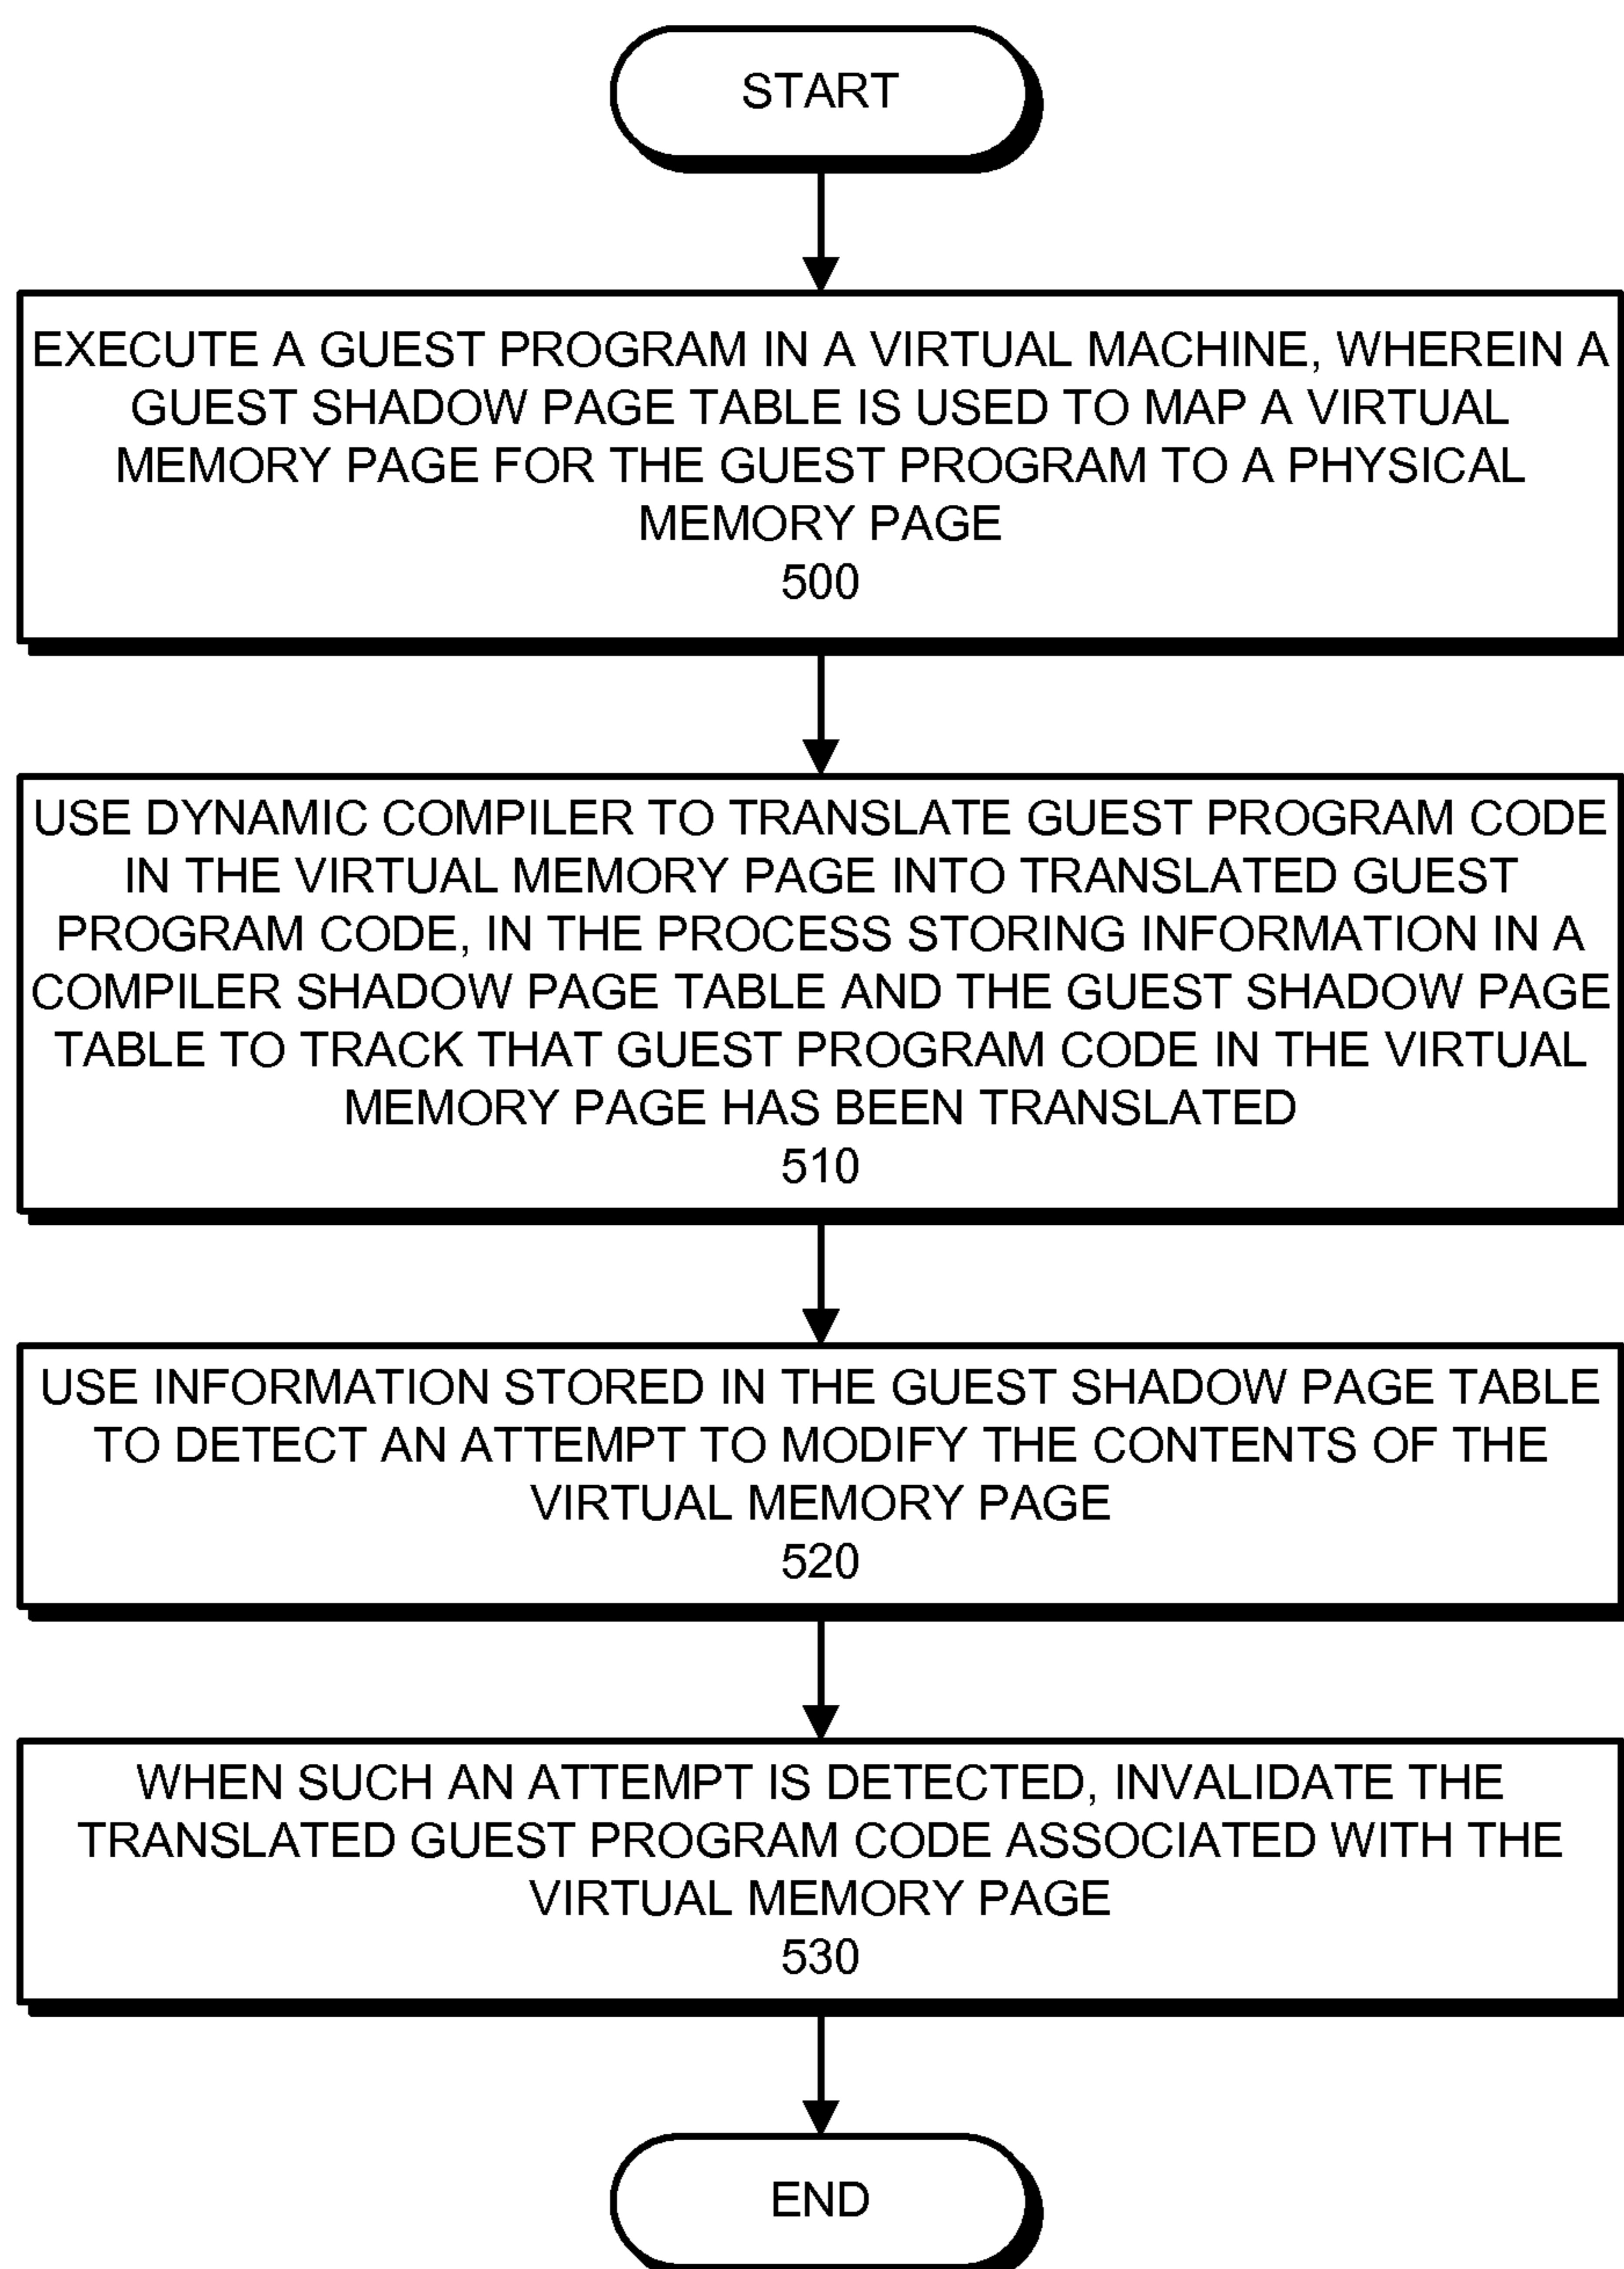 START
EXECUTE A GUEST PROGRAM IN A VIRTUAL MACHINE, WHEREIN A
GUEST SHADOW PAGE TABLE IS USED TO MAP A VIRTUAL
MEMORY PAGE FOR THE GUEST PROGRAM TO A PHYSICAL
MEMORY PAGE
500
USE DYNAMIC COMPILER TO TRANSLATE GUEST PROGRAM CODE
IN THE VIRTUAL MEMORY PAGE INTO TRANSLATED GUEST
PROGRAM CODE, IN THE PROCESS STORING INFORMATION IN A
COMPILER SHADOW PAGE TABLE AND THE GUEST SHADOW PAGE
TABLE TO TRACK THAT GUEST PROGRAM CODE IN THE VIRTUAL
MEMORY PAGE HAS BEEN TRANSLATED
510
USE INFORMATION STORED IN THE GUEST SHADOW PAGE TABLE
TO DETECT AN ATTEMPT TO MODIFY THE CONTENTS OF THE
VIRTUAL MEMORY PAGE
520
WHEN SUCH AN ATTEMPT IS DETECTED, INVALIDATE THE
TRANSLATED GUEST PROGRAM CODE ASSOCIATED WITH THE
VIRTUAL MEMORY PAGE
530
END